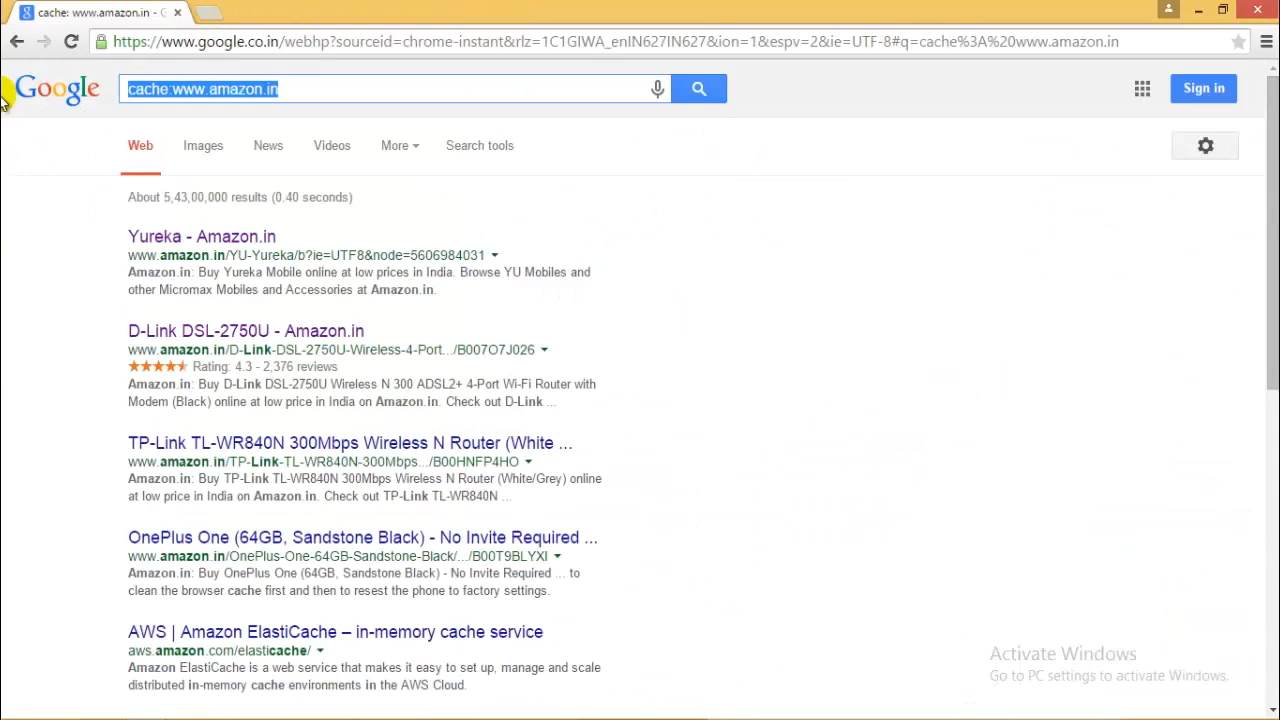 cache: www.amazon.in - G
https://www.google.co.in/webhp?sourceid=chrome-instant&rlz=1C1GIWA_enIN627IN627&ion=1&espv=2&ie=UTF-8#q=cache%3A%20www.amazon.in
Google
cache:www.amazon.in
Sign in
Web Images News Videos More Search tools
About 5,43,00,000 results (0.40 seconds)
Yureka - Amazon.in
www.amazon.in/YU-Yureka/b?ie=UTF8&node=5606984031
Amazon.in: Buy Yureka Mobile online at low prices in India. Browse YU Mobiles and
other Micromax Mobiles and Accessories at Amazon.in.
D-Link DSL-2750U - Amazon.in
www.amazon.in/D-Link-DSL-2750U-Wireless-4-Port.../B007O7J026
Rating: 4.3 - 2,376 reviews
Amazon.in: Buy D-Link DSL-2750U Wireless N 300 ADSL2+ 4-Port Wi-Fi Router with
Modem (Black) online at low price in India on Amazon.in. Check out D-Link ...
TP-Link TL-WR840N 300Mbps Wireless N Router (White ...
www.amazon.in/TP-Link-TL-WR840N-300Mbps.../B00HNFP4HO
Amazon.in: Buy TP-Link TL-WR840N 300Mbps Wireless N Router (White/Grey) online
at low price in India on Amazon.in. Check out TP-Link TL-WR840N ...
OnePlus One (64GB, Sandstone Black) - No Invite Required ...
www.amazon.in/OnePlus-One-64GB-Sandstone-Black/.../B00T9BLYXI
Amazon.in: Buy OnePlus One (64GB, Sandstone Black) - No Invite Required ... to
clean the browser cache first and then to resest the phone to factory settings.
AWS | Amazon ElastiCache – in-memory cache service
aws.amazon.com/elasticache/
Amazon ElastiCache is a web service that makes it easy to set up, manage and scale
distributed in-memory cache environments in the AWS Cloud.
Activate Windows
Go to PC settings to activate Windows.